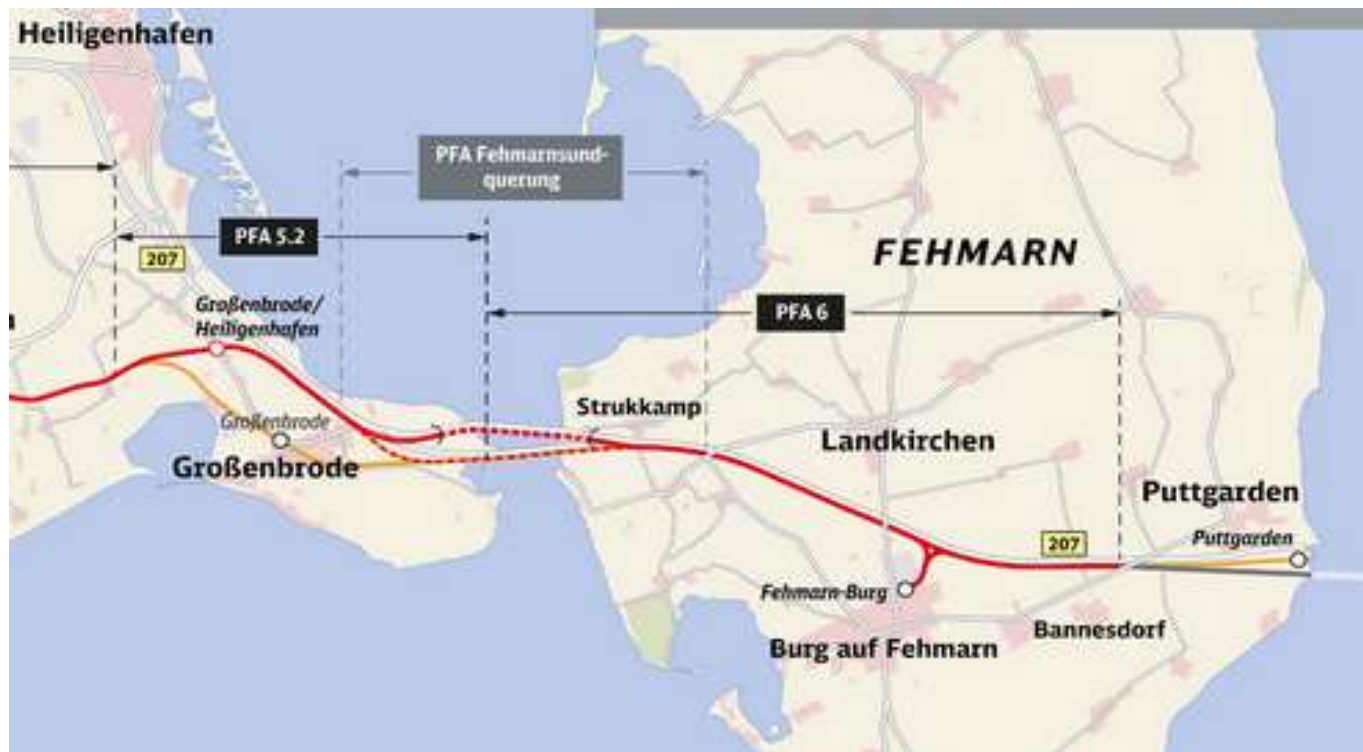 Heiligenhafen
PFA Fehmarnsund-
querung
PFA 5.2
207
FEHMARN
Großenbrode/
Heiligenhafen
PFA 6
Strukkamp
Großenbrode
Großenbrode
Landkirchen
Puttgarden
207
Puttgarden
Fehmarn-Burg
Bannesdorf
Burg auf Fehmarn